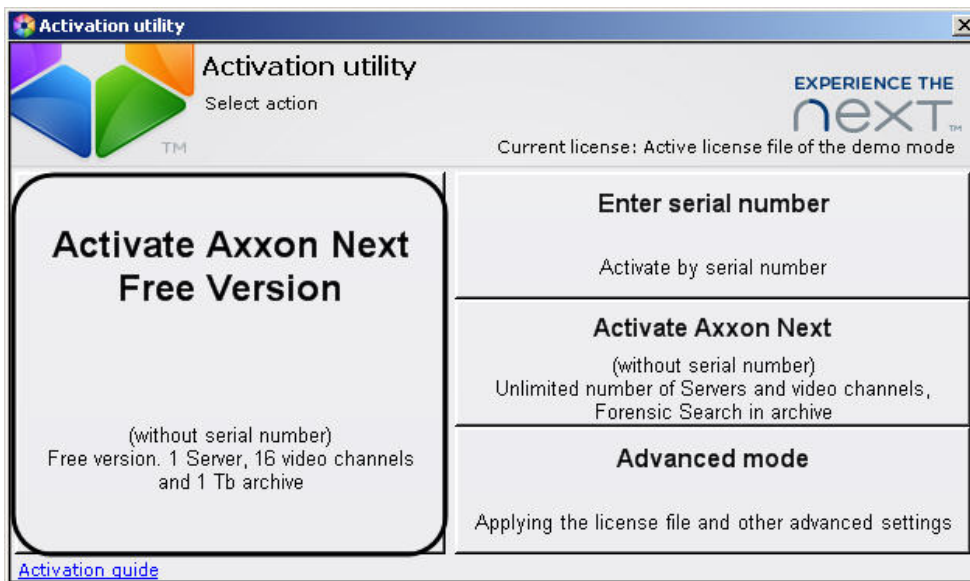 Activation utility
Activation utility
Select action
EXPERIENCE THE
next™
Current license: Active license file of the demo mode
TM
Activate Axxon Next
Free Version
(without serial number)
Free version. 1 Server, 16 video channels
and 1 Tb archive
Enter serial number
Activate by serial number
Activate Axxon Next
(without serial number)
Unlimited number of Servers and video channels,
Forensic Search in archive
Advanced mode
Applying the license file and other advanced settings
Activation guide